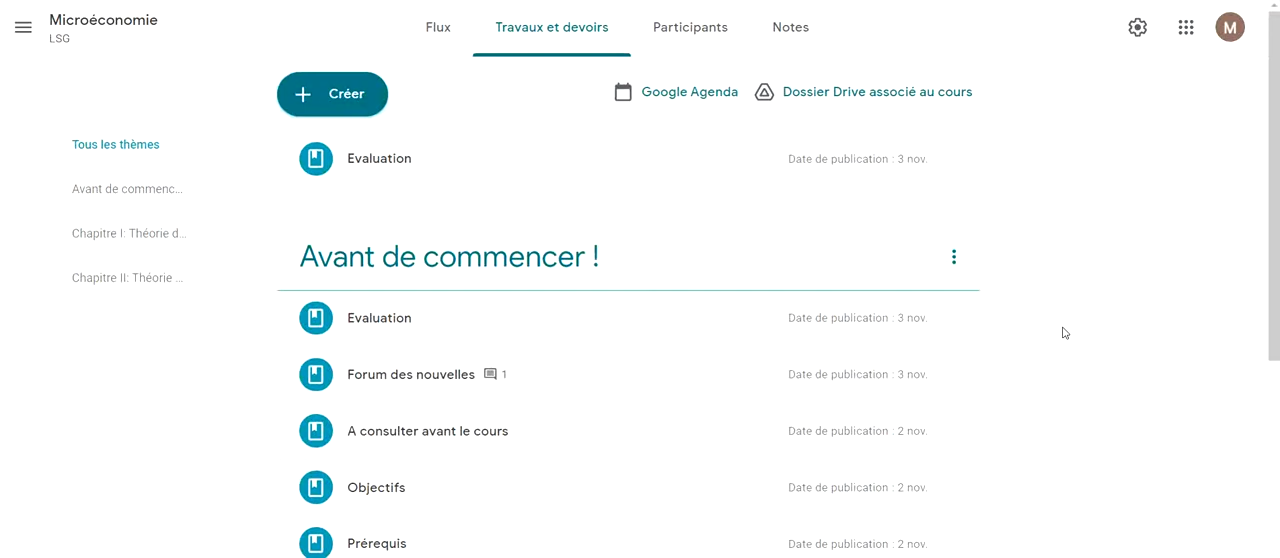 Microéconomie
LSG
Flux
Travaux et devoirs
Participants
Notes
M
Créer
Google Agenda
Dossier Drive associé au cours
Tous les thèmes
Avant de commenc...
Chapitre I: Théorie d...
Chapitre II: Théorie ...
Evaluation
Date de publication : 3 nov.
Avant de commencer !
Evaluation
Date de publication : 3 nov.
Forum des nouvelles 1
Date de publication : 3 nov.
A consulter avant le cours
Date de publication : 2 nov.
Objectifs
Date de publication : 2 nov.
Prérequis
Date de publication : 2 nov.